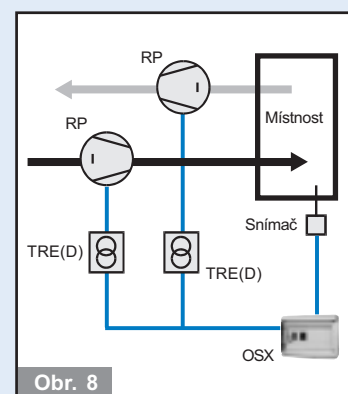 RP
Místnost
RP
Snímač
TRE(D)
TRE(D)
OSX
Obr. 8